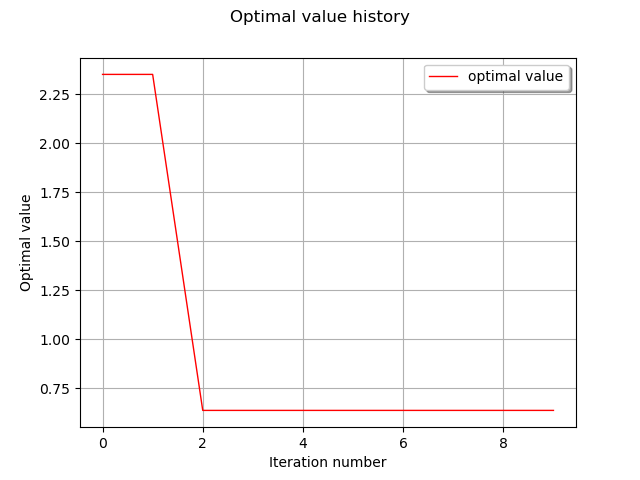 Optimal value history
optimal value
2.25
2.00
1.75
1.50
1.25
1.00
0.75
Optimal value
0 2 4 6 8
Iteration number